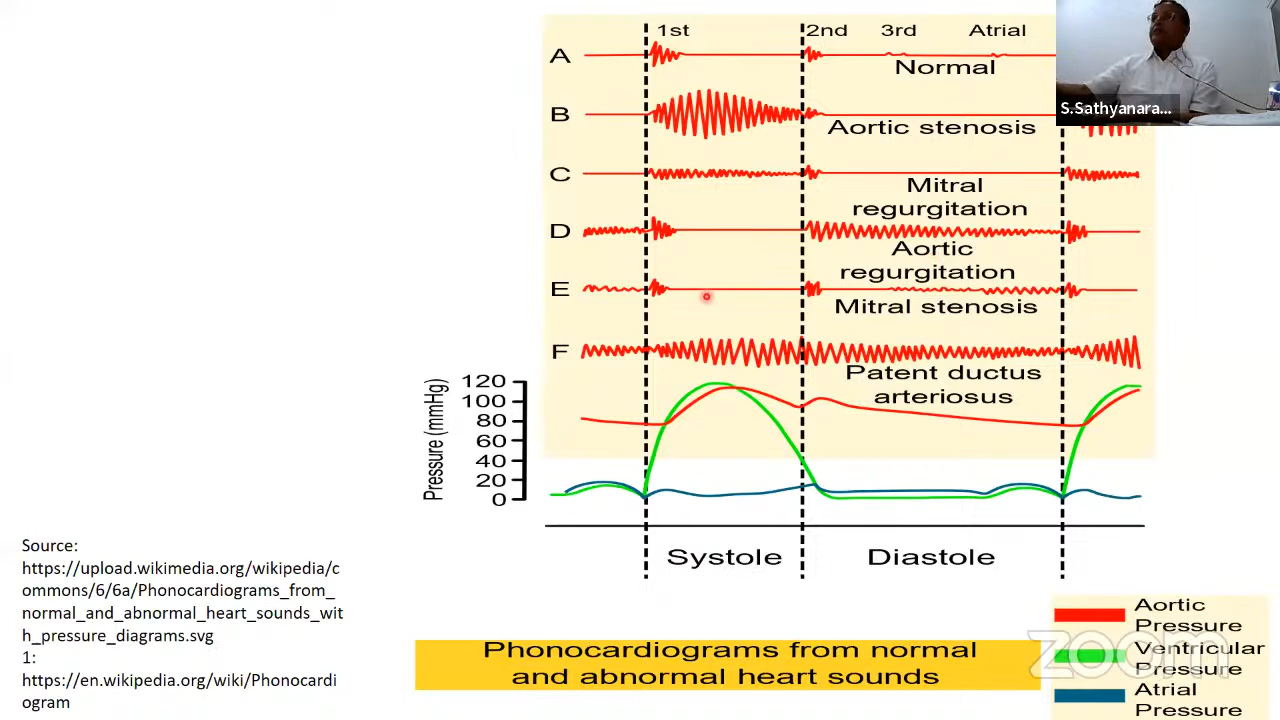 1st 2nd 3rd Atrial
A
Normal
S.Sathyanara...
B
Aortic stenosis
C
Mitral
regurgitation
D
Aortic
regurgitation
E
Mitral stenosis
F
Patent ductus
arteriosus
Pressure (mmHg)
120
100
80
60
40
20
0
Systole Diastole
Source:
https://upload.wikimedia.org/wikipedia/c
ommons/6/6a/Phonocardiograms_from_
normal_and_abnormal_heart_sounds_wit
h_pressure_diagrams.svg
1:
https://en.wikipedia.org/wiki/Phonocardi
ogram
Phonocardiograms from normal
and abnormal heart sounds
Aortic
Pressure
Ventricular
Pressure
Atrial
Pressure
zoom